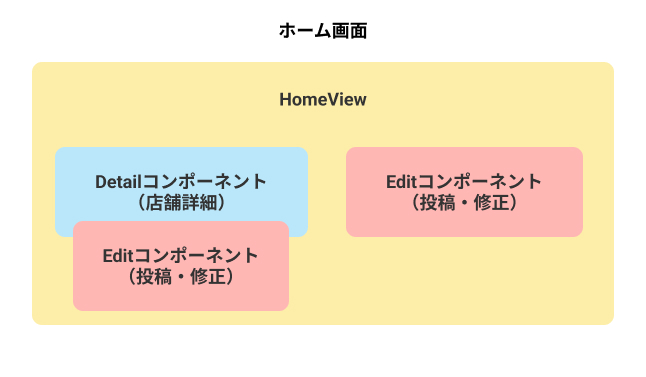 ホーム画面
HomeView
Detailコンポーネント
（店舗詳細）
Editコンポーネント
（投稿・修正）
Editコンポーネント
（投稿・修正）